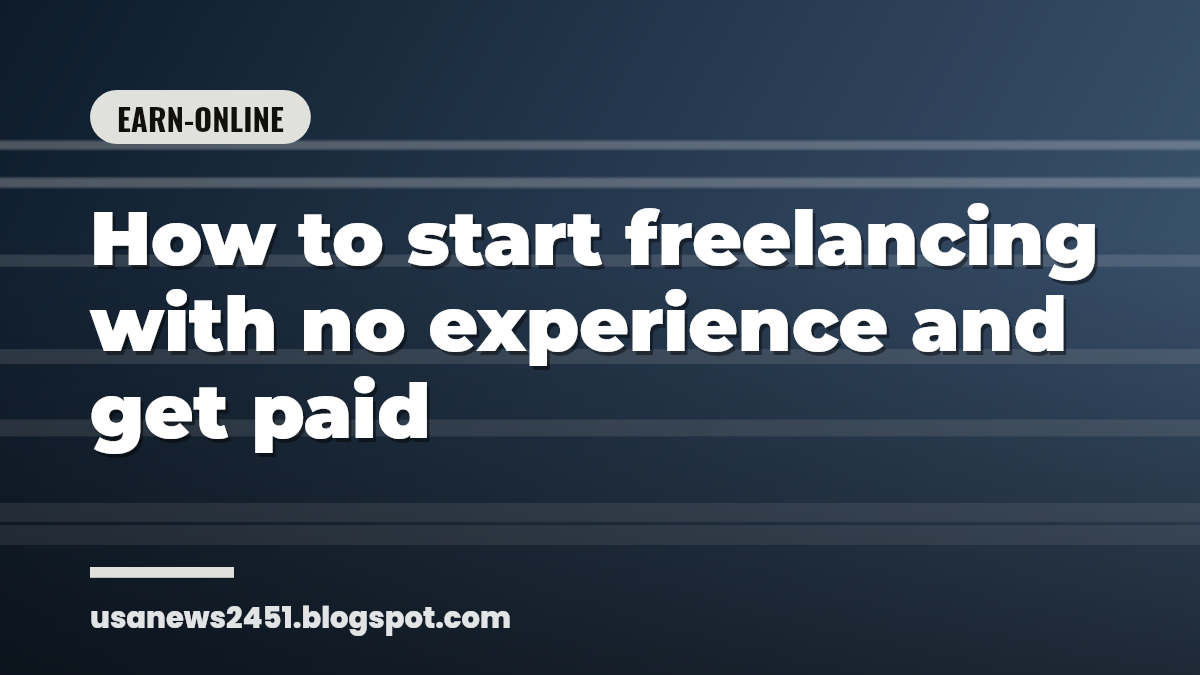 EARN-ONLINE
How to start freelancing
with no experience and
get paid
usanews2451.blogspot.com